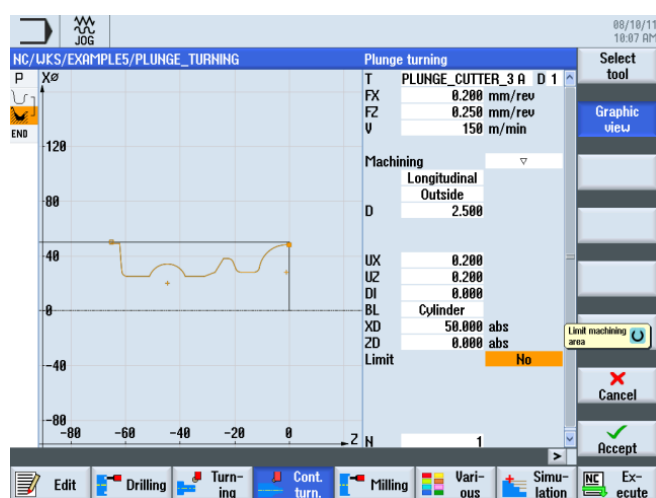 JOG
08/10/11
10:07 AM
NC/WKS/EXAMPLE5/PLUNGE_TURNING
Plunge turning
Select
tool
P
END
XØ
T PLUNGE_CUTTER_3 A D 1
FX 0.200 mm/rev
FZ 0.250 mm/rev
V 150 m/min
Graphic
view
Machining ▽
Longitudinal
Outside
D 2.500
UX 0.200
UZ 0.200
DI 0.000
BL Cylinder
XD 50.000 abs
ZD 0.000 abs
Limit No
Limit machining
area
N 1
120
80
40
0
-40
-80
-80 -60 -40 -20 0 Z
Cancel
Accept
>
Edit
Drilling
Turn-
ing
Cont.
turn.
Milling
Vari-
ous
Simu-
lation
NC
Ex-
ecute